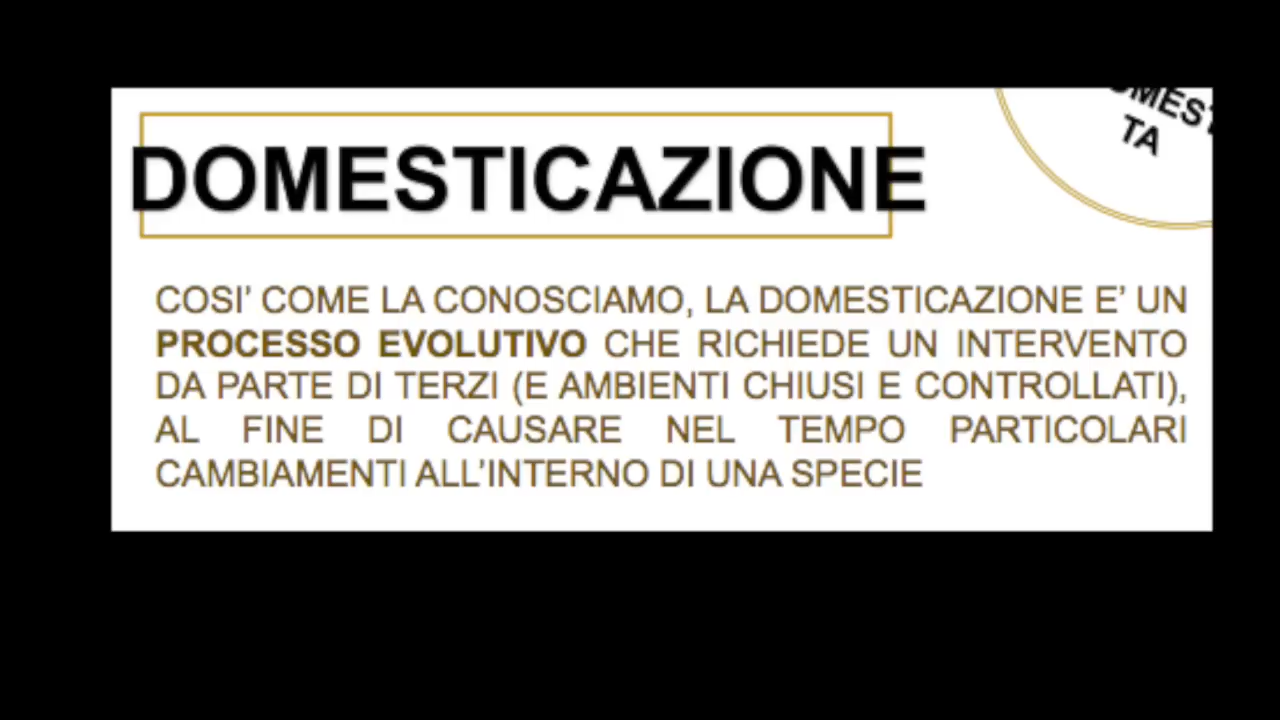 DOMESTICAZIONE
TA
COSI’ COME LA CONOSCIAMO, LA DOMESTICAZIONE E’ UN
PROCESSO EVOLUTIVO CHE RICHIEDE UN INTERVENTO
DA PARTE DI TERZI (E AMBIENTI CHIUSI E CONTROLLATI),
AL FINE DI CAUSARE NEL TEMPO PARTICOLARI
CAMBIAMENTI ALL’INTERNO DI UNA SPECIE